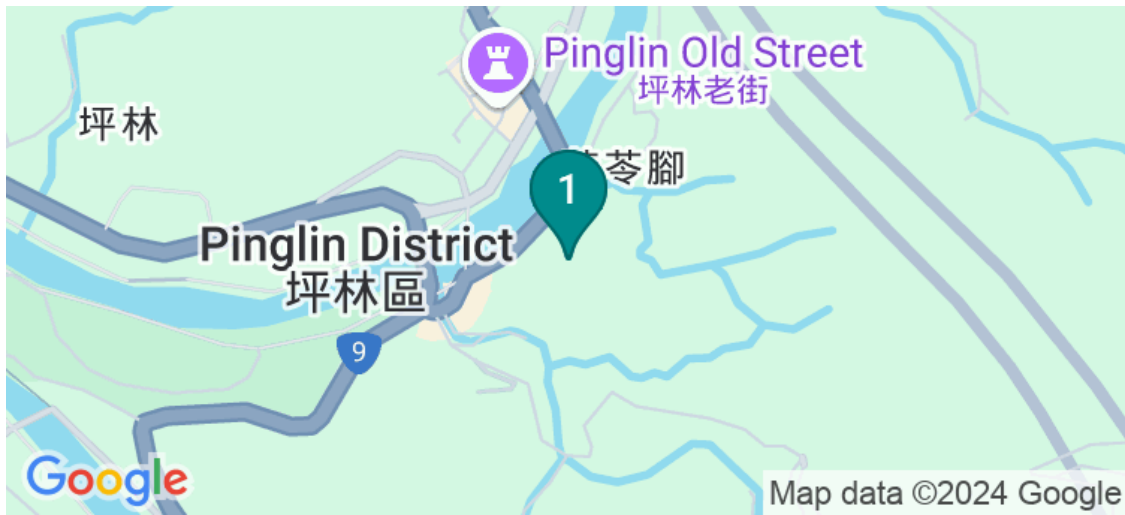 Pinglin Old Street
坪林老街
坪林
苓腳
1
Pinglin District
坪林區
9
Google
Map data ©2024 Google